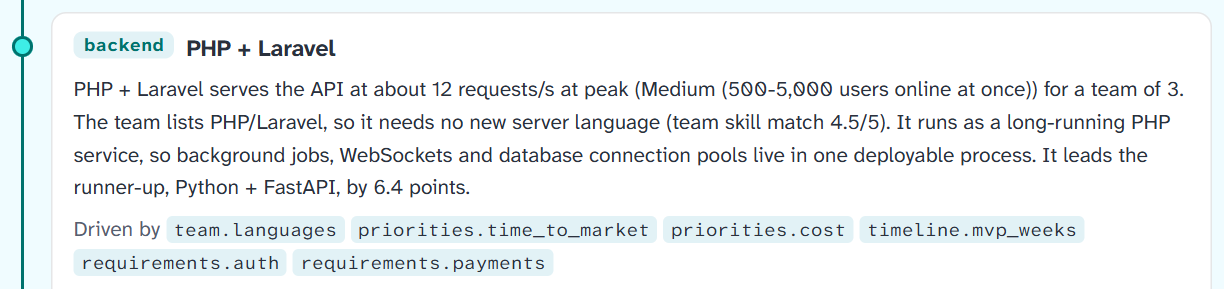 backend PHP + Laravel
PHP + Laravel serves the API at about 12 requests/s at peak (Medium (500-5,000 users online at once)) for a team of 3.
The team lists PHP/Laravel, so it needs no new server language (team skill match 4.5/5). It runs as a long-running PHP
service, so background jobs, WebSockets and database connection pools live in one deployable process. It leads the
runner-up, Python + FastAPI, by 6.4 points.
Driven by team.languages priorities.time_to_market priorities.cost timeline.mvp_weeks
requirements.auth requirements.payments